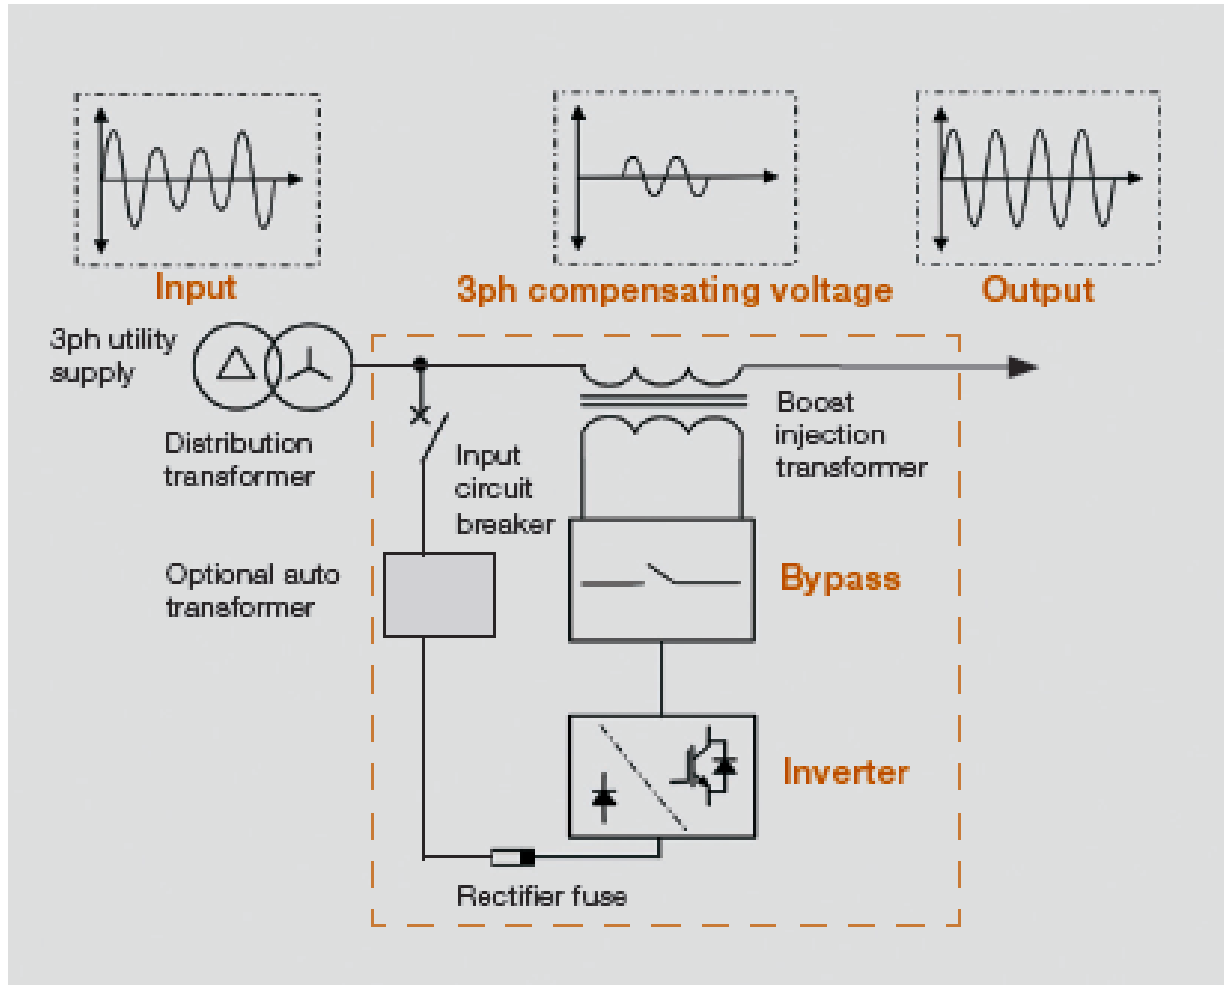 Input
3ph compensating voltage
Output
3ph utility
supply
Distribution
transformer
Input
circuit
breaker
Boost
injection
transformer
Optional auto
transformer
Bypass
Inverter
Rectifier fuse